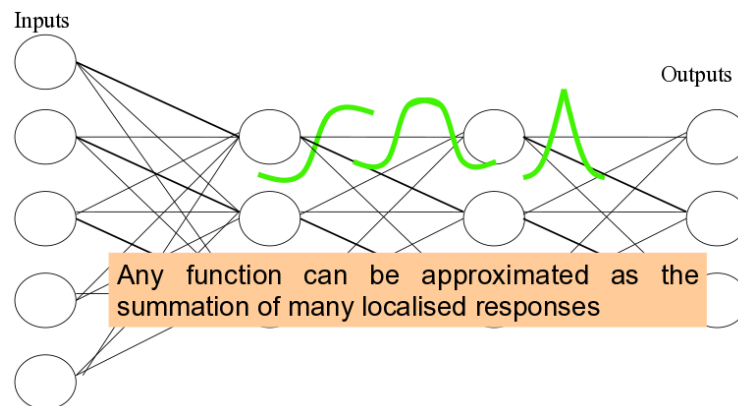 Inputs
Outputs
Any function can be approximated as the
summation of many localised responses